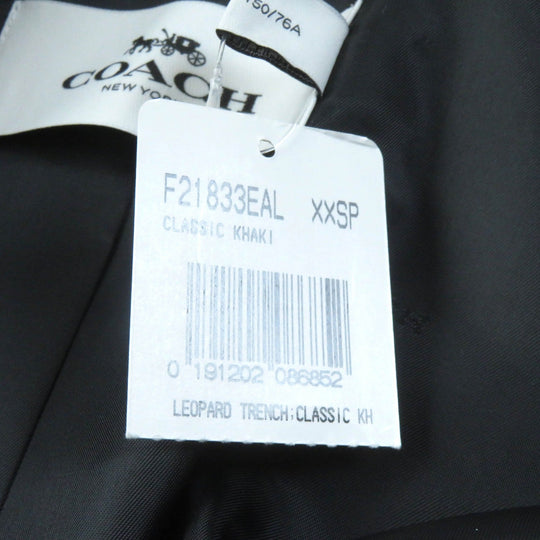 150/76A
COACH
NEW YORK
F21833EAL XXSP
CLASSIC KHAKI
0 191202 086852
LEOPARD TRENCH;CLASSIC KH